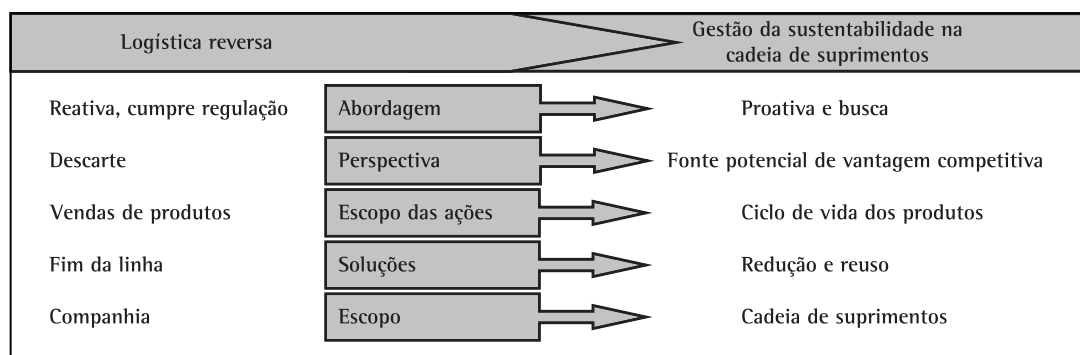 Logística reversa
Gestão da sustentabilidade na
cadeia de suprimentos
Reativa, cumpre regulação Abordagem Proativa e busca
Descarte Perspectiva Fonte potencial de vantagem competitiva
Vendas de produtos Escopo das ações Ciclo de vida dos produtos
Fim da linha Soluções Redução e reuso
Companhia Escopo Cadeia de suprimentos